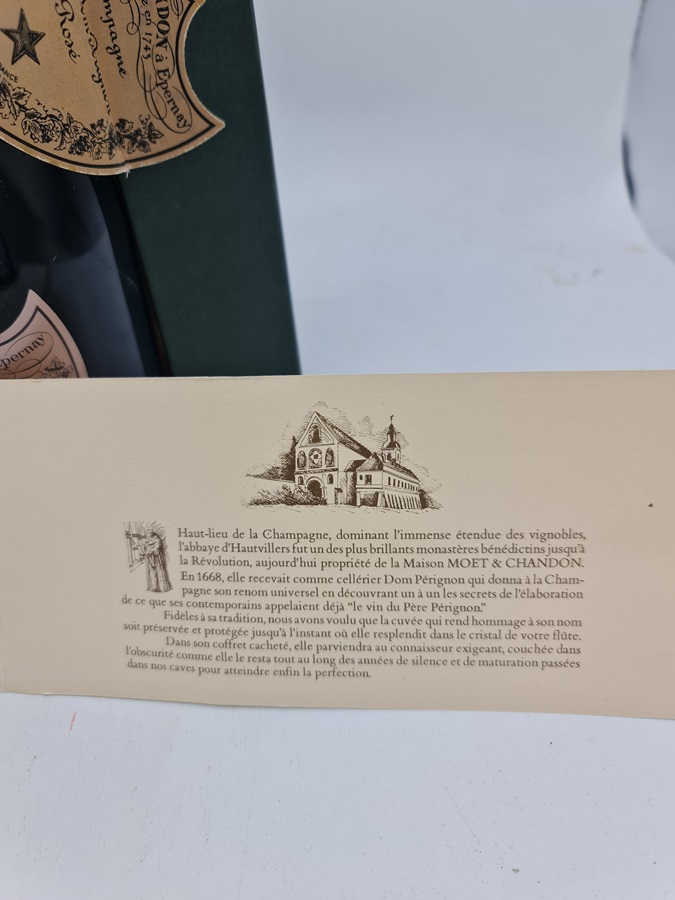 DON à Epernay
e en 1743
mpagne
Rosé
ANCE
pernay
Haut-lieu de la Champagne, dominant l'immense étendue des vignobles,
l'abbaye d'Hautvillers fut un des plus brillants monastères bénédictins jusqu'à
la Révolution, aujourd'hui propriété de la Maison MOET & CHANDON.
En 1668, elle recevait comme cellérier Dom Pérignon qui donna à la Cham-
pagne son renom universel en découvrant un à un les secrets de l'élaboration
de ce que ses contemporains appelaient déjà "le vin du Père Pérignon."
Fidèles à sa tradition, nous avons voulu que la cuvée qui rend hommage à son nom
soit préservée et protégée jusqu'à l'instant où elle resplendit dans le cristal de votre flûte.
Dans son coffret cacheté, elle parviendra au connaisseur exigeant, couchée dans
l'obscurité comme elle le resta tout au long des années de silence et de maturation passées
dans nos caves pour atteindre enfin la perfection.